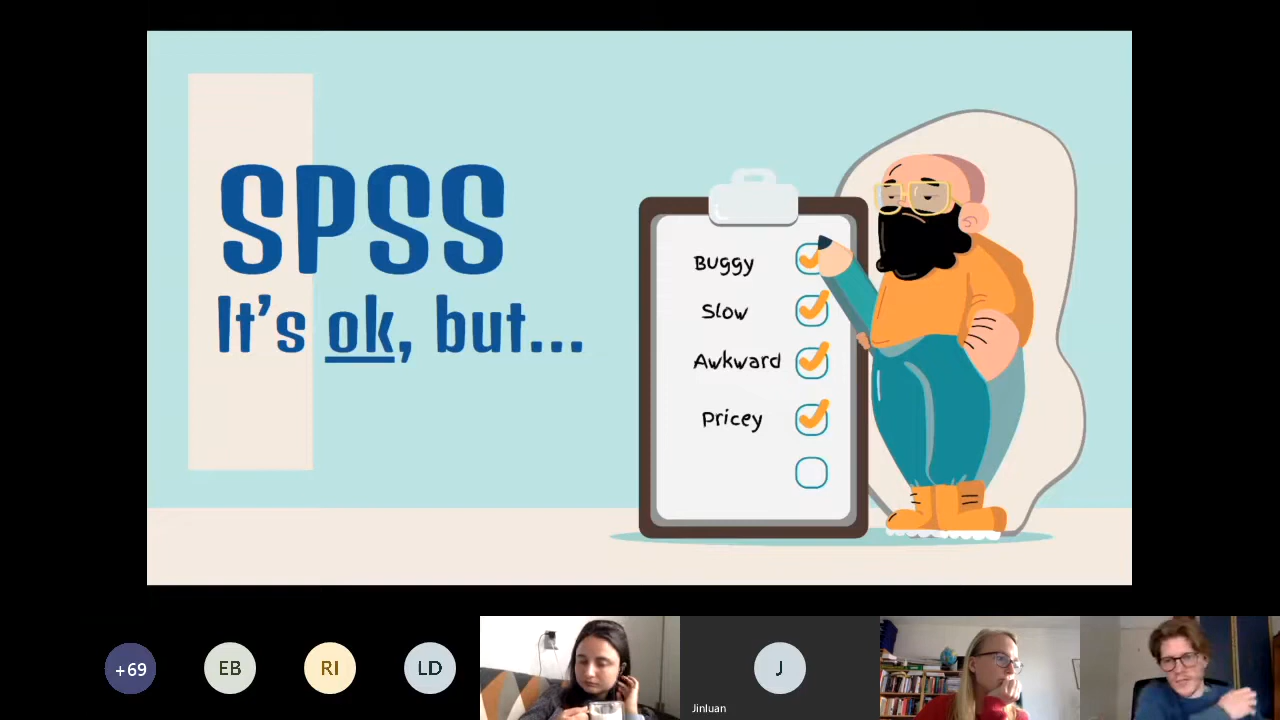 SPSS
It's ok, but...
Buggy
Slow
Awkward
Pricey
+69
EB
RI
LD
J
Jinluan